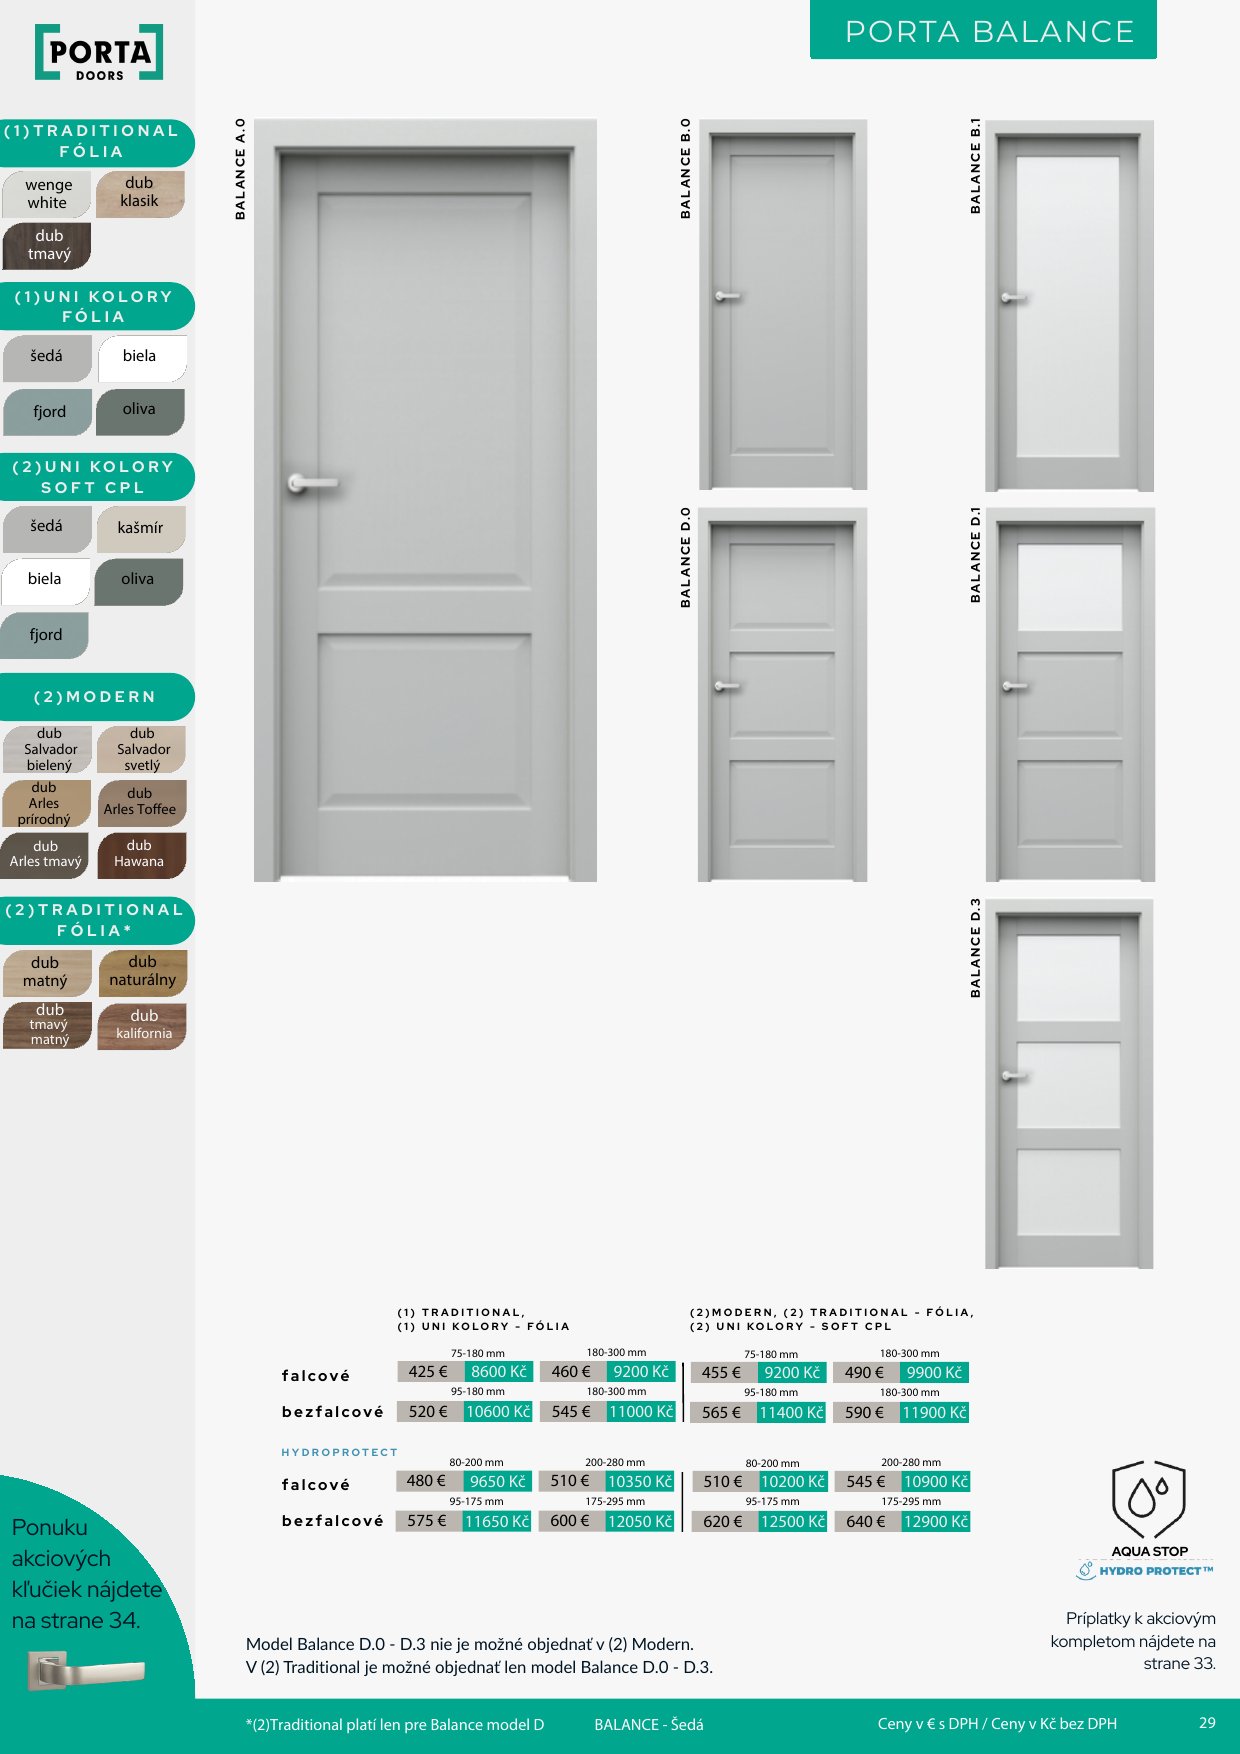 PORTA
DOORS
PORTA BALANCE
(1)TRADITIONAL
FÓLIA
wenge
white
dub
klasik
dub
tmavý
(1)UNI KOLORY
FÓLIA
šedá
biela
fjord
oliva
(2)UNI KOLORY
SOFT CPL
šedá
kašmír
biela
oliva
fjord
(2)MODERN
dub
Salvador
bielený
dub
Salvador
svetlý
dub
Arles
prírodný
dub
Arles Toffee
dub
Arles tmavý
dub
Hawana
(2)TRADITIONAL
FÓLIA*
dub
matný
dub
naturálny
dub
tmavý
matný
dub
kalifornia
Ponuku
akciových
kľučiek nájdete
na strane 34.
BALANCE A.0
BALANCE B.0
BALANCE B.1
BALANCE D.0
BALANCE D.1
BALANCE D.3
(1) TRADITIONAL,
(1) UNI KOLORY - FÓLIA
(2)MODERN, (2) TRADITIONAL - FÓLIA,
(2) UNI KOLORY - SOFT CPL
75-180 mm 180-300 mm 75-180 mm 180-300 mm
falcové 425 € 8600 Kč 460 € 9200 Kč 455 € 9200 Kč 490 € 9900 Kč
95-180 mm 180-300 mm 95-180 mm 180-300 mm
bezfalcové 520 € 10600 Kč 545 € 11000 Kč 565 € 11400 Kč 590 € 11900 Kč
HYDROPROTECT
80-200 mm 200-280 mm 80-200 mm 200-280 mm
falcové 480 € 9650 Kč 510 € 10350 Kč 510 € 10200 Kč 545 € 10900 Kč
95-175 mm 175-295 mm 95-175 mm 175-295 mm
bezfalcové 575 € 11650 Kč 600 € 12050 Kč 620 € 12500 Kč 640 € 12900 Kč
AQUA STOP
HYDRO PROTECT™
Príplatky k akciovým
kompletom nájdete na
strane 33.
Model Balance D.0 - D.3 nie je možné objednať v (2) Modern.
V (2) Traditional je možné objednať len model Balance D.0 - D.3.
*(2)Traditional platí len pre Balance model D
BALANCE - Šedá
Ceny v € s DPH / Ceny v Kč bez DPH
29